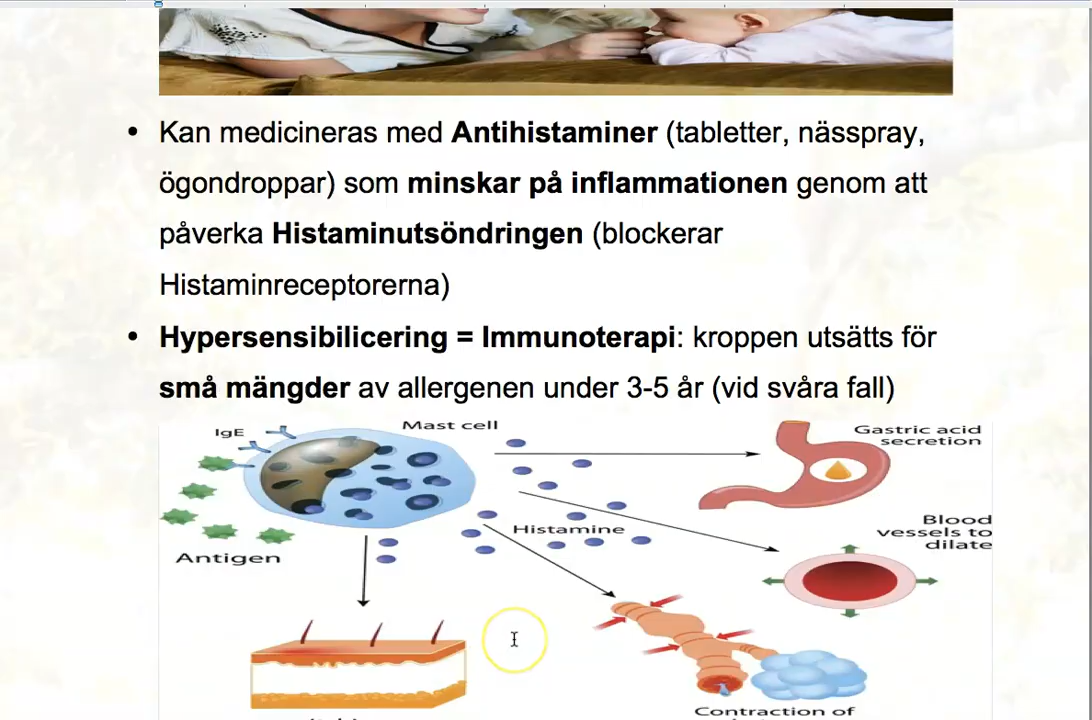 Kan medicineras med Antihistaminer (tabletter, nässpray,
ögondroppar) som minskar på inflammationen genom att
påverka Histaminutsöndringen (blockerar
Histaminreceptorerna)
Hypersensibilicering = Immunoterapi: kroppen utsätts för
små mängder av allergenen under 3-5 år (vid svåra fall)
Mast cell
IgE
Gastric acid
secretion
Histamine
Blood
vessels to
dilate
Antigen
Contraction of